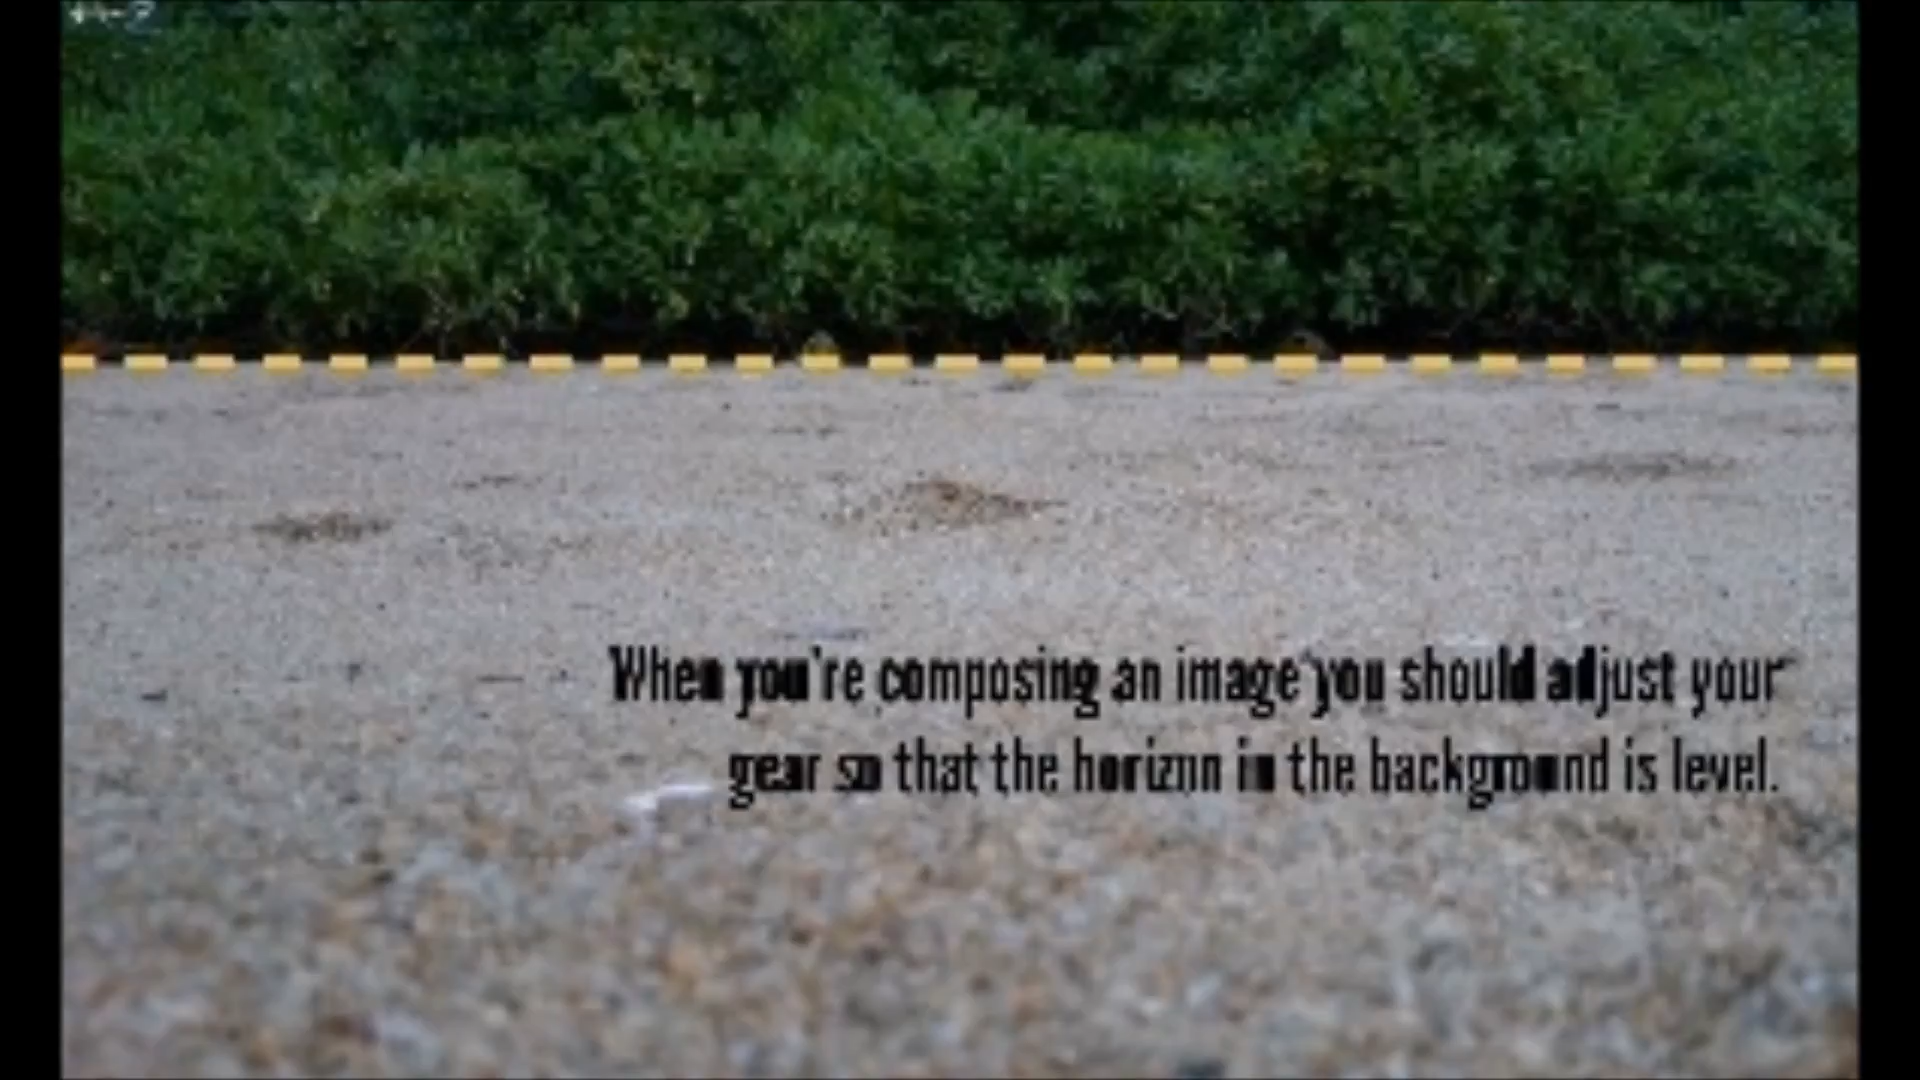 When you're composing an image you should adjust your
gear so that the horizon in the background is level.